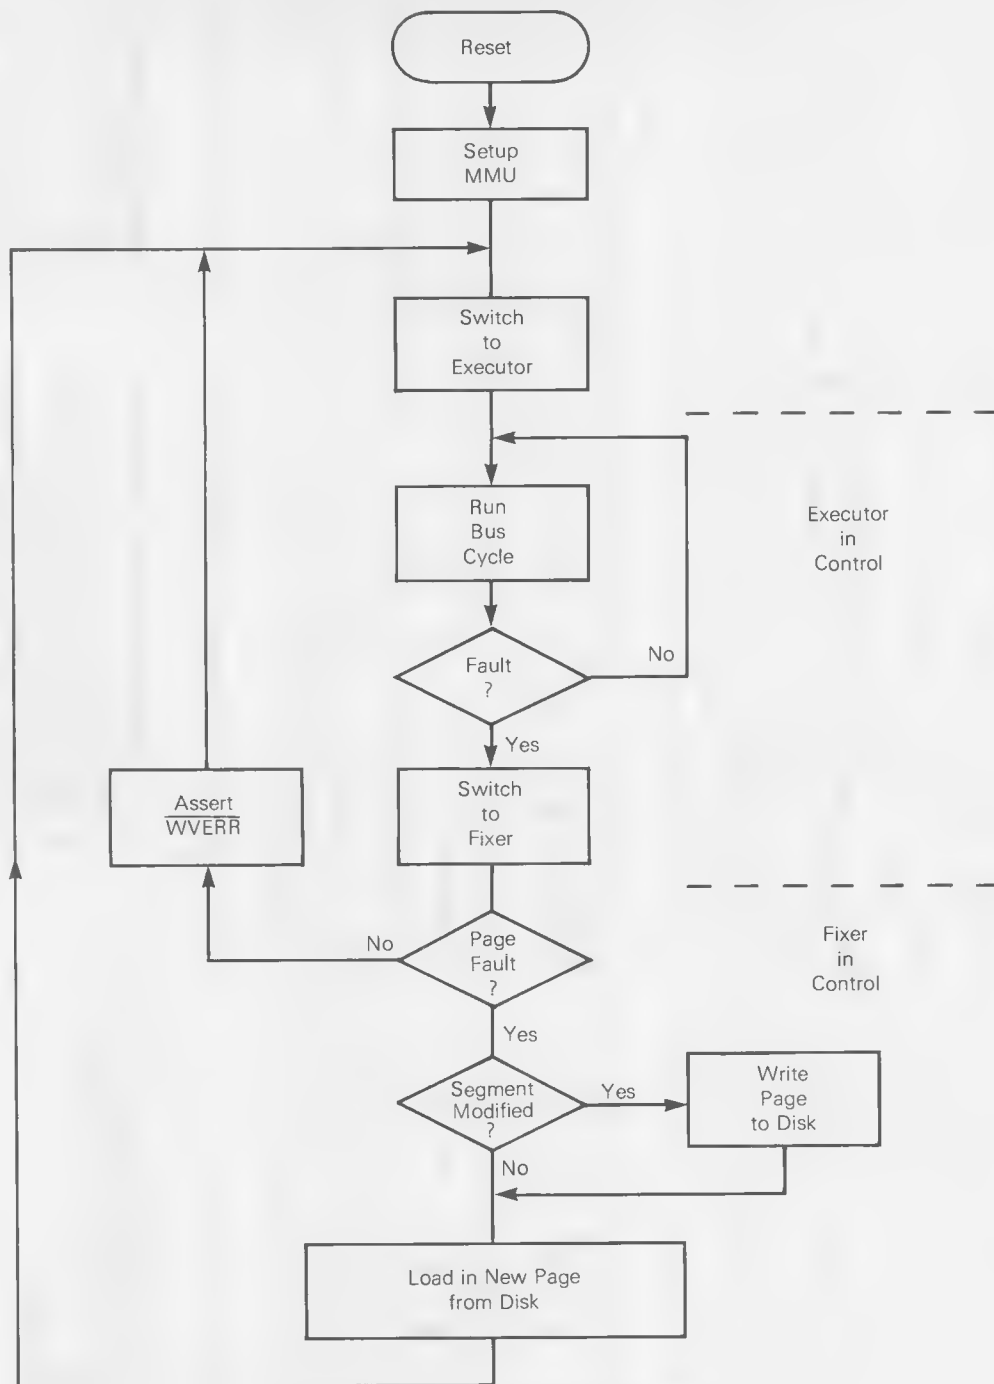 Reset
Setup
MMU
Switch
to
Executor
Run
Bus
Cycle
Executor
in
Control
Fault
?
No
Yes
Assert
WVERR
Switch
to
Fixer
No
Page
Fault
?
Fixer
in
Control
Yes
Segment
Modified
?
Yes
Write
Page
to Disk
No
Load in New Page
from Disk